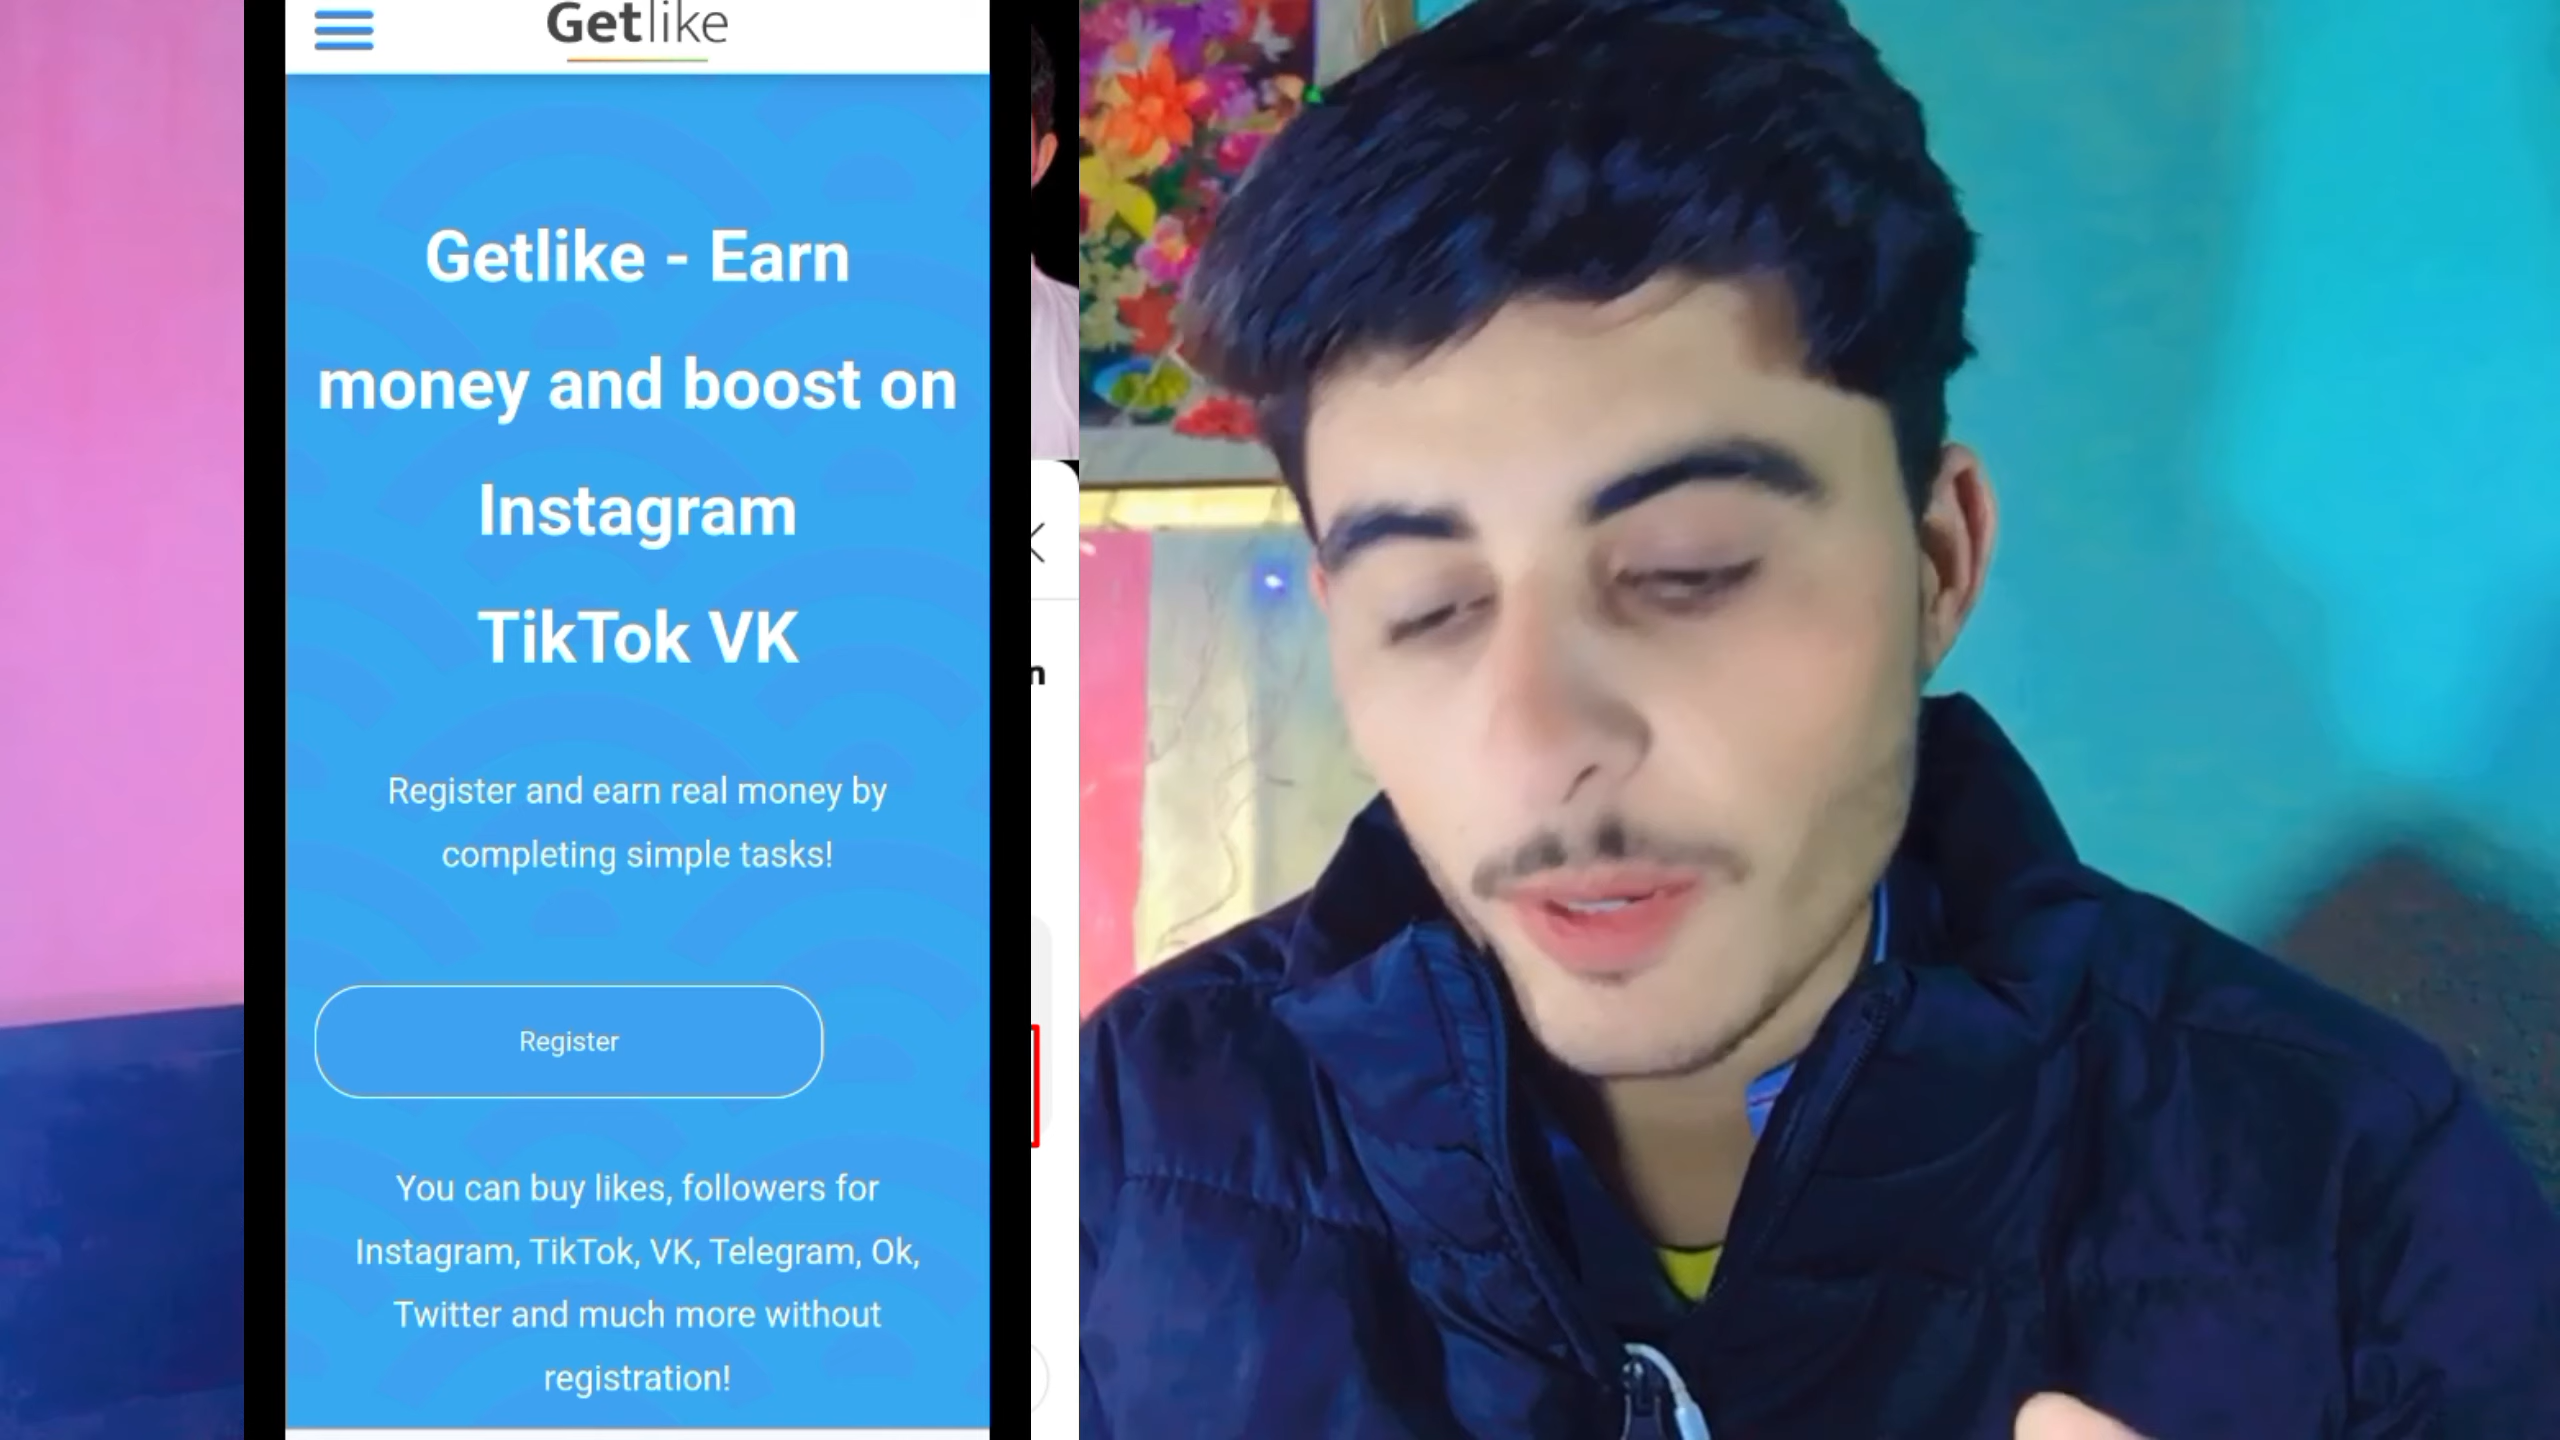 Getlike
Getlike - Earn
money and boost on
Instagram
TikTok VK
Register and earn real money by
completing simple tasks!
Register
You can buy likes, followers for
Instagram, TikTok, VK, Telegram, Ok,
Twitter and much more without
registration!